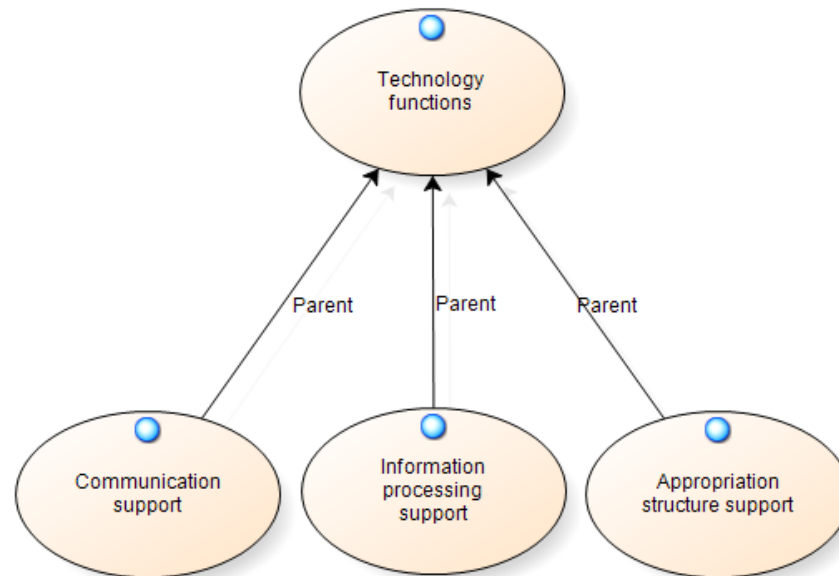 Technology
functions
Parent
Parent
Parent
Communication
support
Information
processing
support
Appropriation
structure support